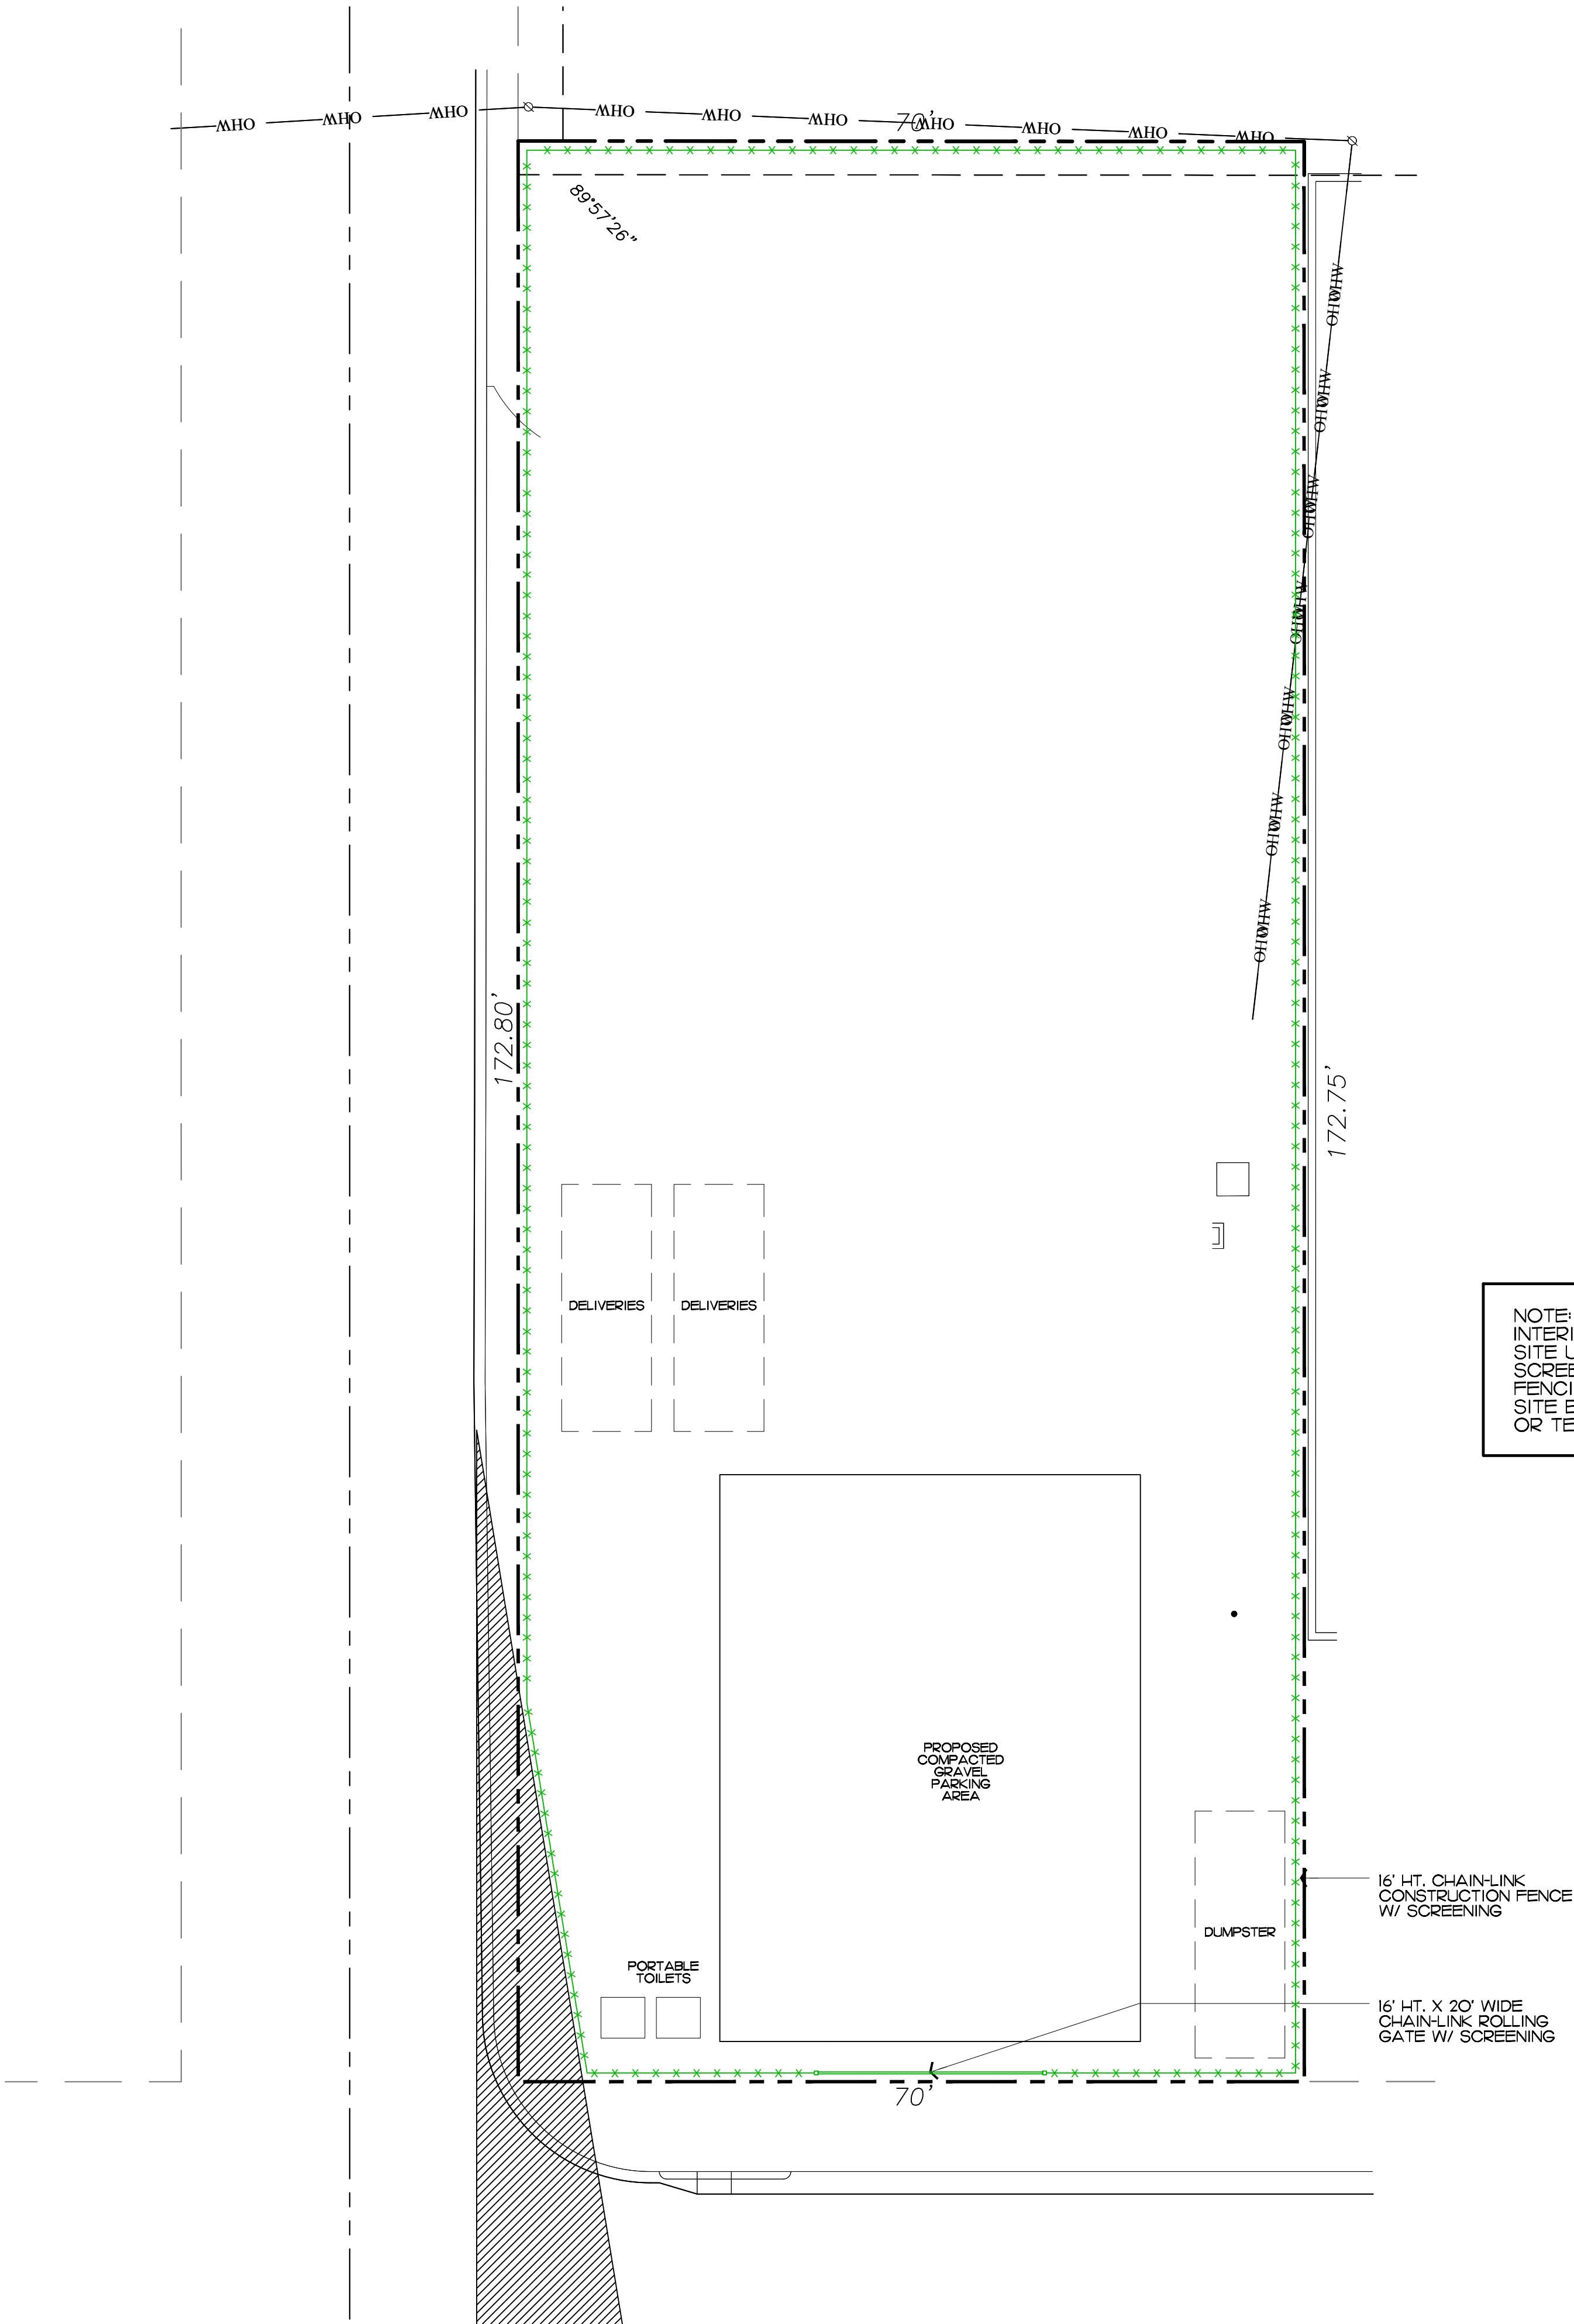 OHW
OHW
OHW
OHW
OHW
OHW
70'
OHW
OHW
OHW
OHW
89°57'26"
OHW
OHW
OHW
OHW
OHW
OHW
OHW
172.80'
172.75'
DELIVERIES
DELIVERIES
NOTE:
SITE
OR
PROPOSED
COMPACTED
GRAVEL
PARKING
AREA
16' HT. CHAIN-LINK
CONSTRUCTION FENCE
W/ SCREENING
DUMPSTER
PORTABLE
TOILETS
16' HT. X 20' WIDE
CHAIN-LINK ROLLING
GATE W/ SCREENING
70'